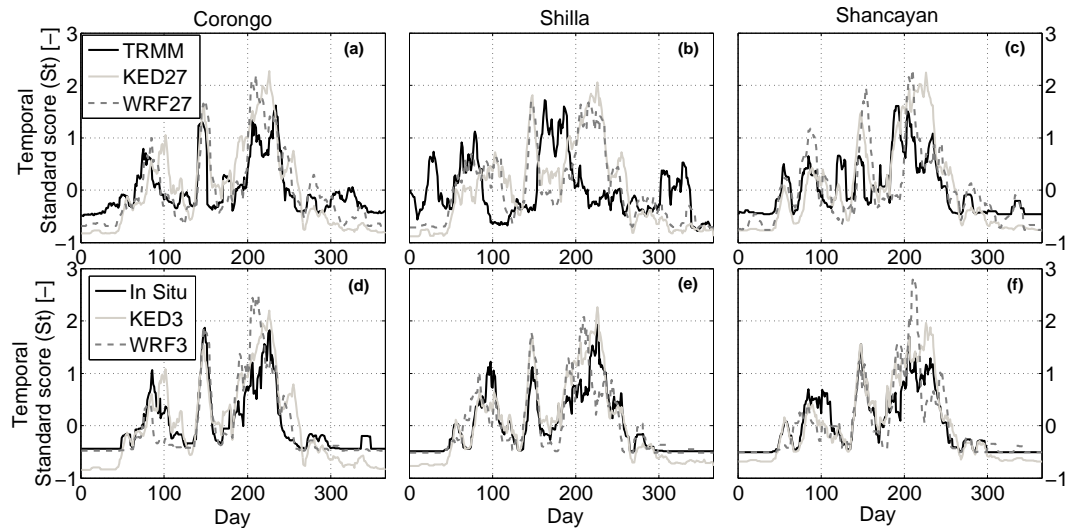 Corongo
Shilla
Shancayan
Temporal
Standard score (St) [−]
TRMM
KED27
WRF27
(a)
(b)
(c)
3
2
1
0
−1
3
2
1
0
−1
0 100 200 300
0 100 200 300
0 100 200 300
Temporal
Standard score (St) [−]
In Situ
KED3
WRF3
(d)
(e)
(f)
3
2
1
0
−1
3
2
1
0
−1
0 100 200 300
0 100 200 300
0 100 200 300
Day
Day
Day